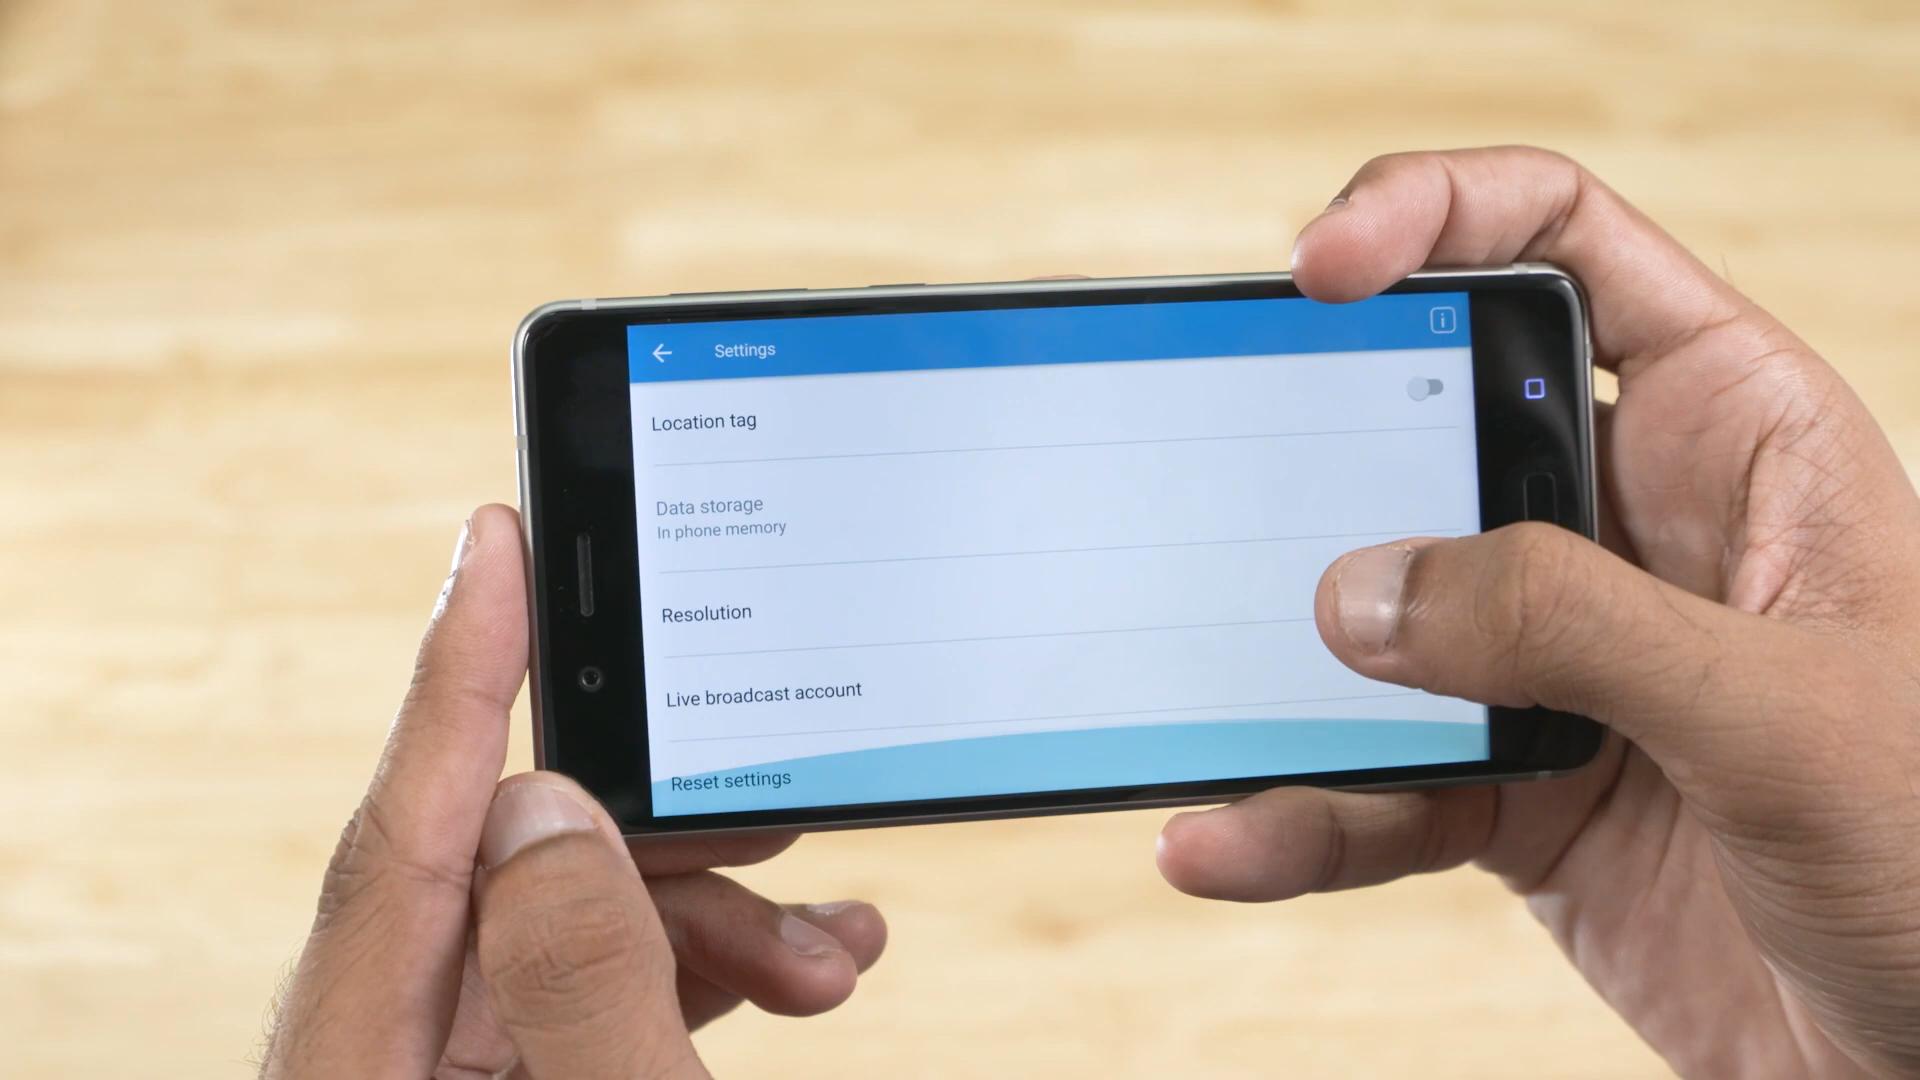 Settings
Location tag
Data storage
In phone memory
Resolution
Live broadcast account
Reset settings